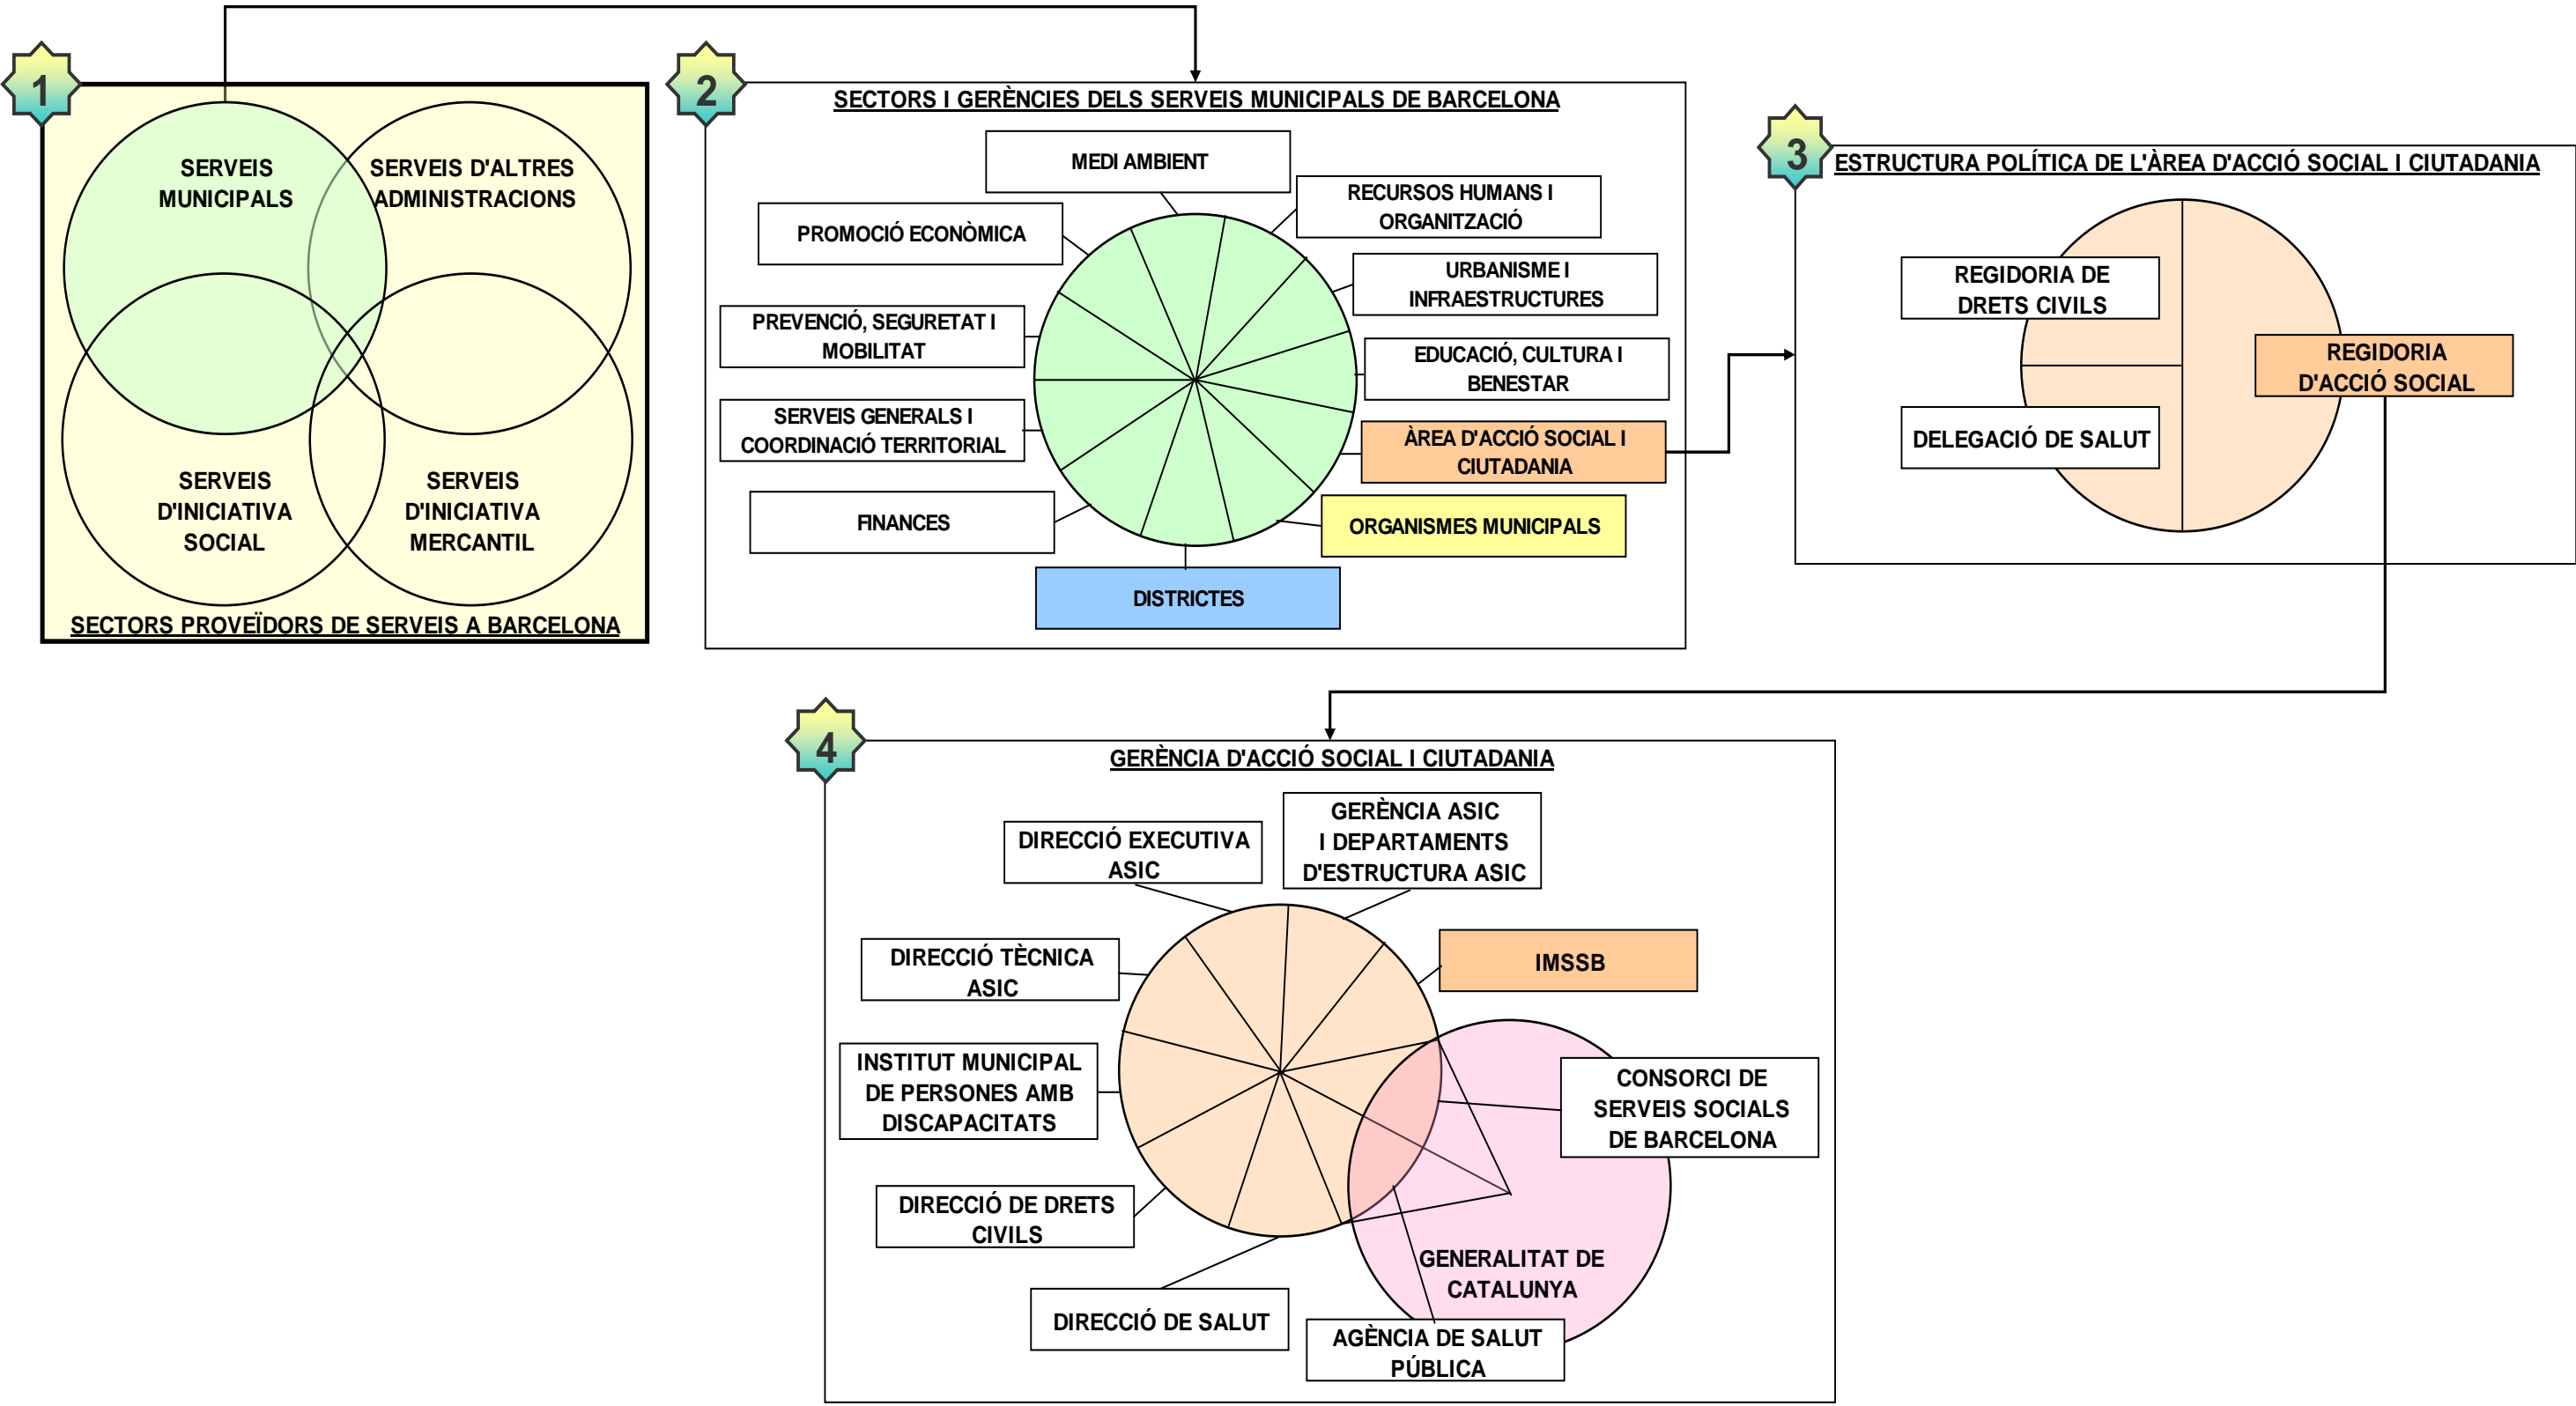 1
SERVEIS
MUNICIPALS
SERVEIS D'ALTRES
ADMINISTRACIONS
SERVEIS
D'INICIATIVA
SOCIAL
SERVEIS
D'INICIATIVA
MERCANTIL
SECTORS PROVEÏDORS DE SERVEIS A BARCELONA
2
SECTORS I GERÈNCIES DELS SERVEIS MUNICIPALS DE BARCELONA
MEDI AMBIENT
RECURSOS HUMANS I
ORGANITZACIÓ
PROMOCIÓ ECONÒMICA
URBANISME I
INFRAESTRUCTURES
PREVENCIÓ, SEGURETAT I
MOBILITAT
EDUCACIÓ, CULTURA I
BENESTAR
SERVEIS GENERALS I
COORDINACIÓ TERRITORIAL
ÀREA D'ACCIÓ SOCIAL I
CIUTADANIA
FINANCES
ORGANISMES MUNICIPALS
DISTRICTES
3
ESTRUCTURA POLÍTICA DE L'ÀREA D'ACCIÓ SOCIAL I CIUTADANIA
REGIDORIA DE
DRETS CIVILS
REGIDORIA
D'ACCIÓ SOCIAL
DELEGACIÓ DE SALUT
4
GERÈNCIA D'ACCIÓ SOCIAL I CIUTADANIA
GERÈNCIA ASIC
I DEPARTAMENTS
D'ESTRUCTURA ASIC
DIRECCIÓ EXECUTIVA
ASIC
DIRECCIÓ TÈCNICA
ASIC
IMSSB
INSTITUT MUNICIPAL
DE PERSONES AMB
DISCAPACITATS
CONSORCI DE
SERVEIS SOCIALS
DE BARCELONA
DIRECCIÓ DE DRETS
CIVILS
GENERALITAT DE
CATALUNYA
DIRECCIÓ DE SALUT
AGÈNCIA DE SALUT
PÚBLICA